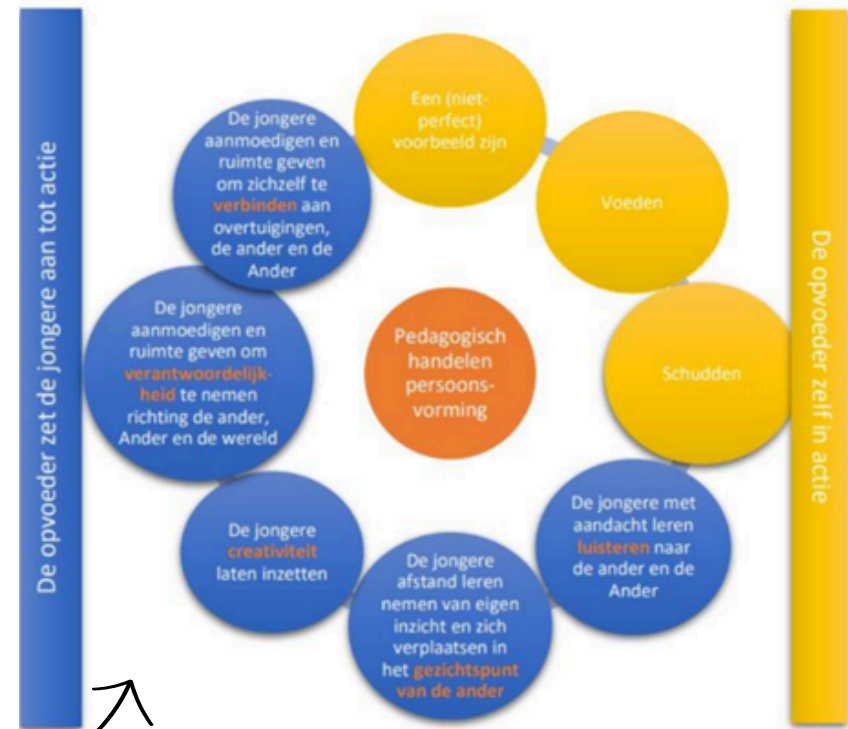 De opvoeder zet de jongere aan tot actie
Een (niet-
perfect)
voorbeeld zijn
Voeden
Schudden
De opvoeder zelf in actie
De jongere met
aandacht leren
luisteren naar
de ander en de
Ander
De jongere
afstand leren
nemen van eigen
inzicht en zich
verplaatsen in
het gezichtspunt
van de ander
De jongere
creativiteit
laten inzetten
De jongere
aanmoedigen en
ruimte geven om
verantwoordelijk-
heid te nemen
richting de ander,
Ander en de wereld
De jongere
aanmoedigen en
ruimte geven
om zichzelf te
verbinden aan
overtuigingen,
de ander en de
Ander
Pedagogisch
handelen
persoons-
vorming